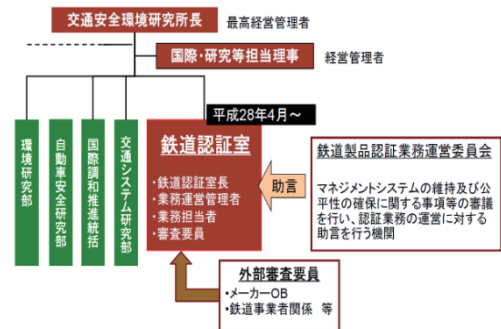 交通安全環境研究所長
最高経営管理者
国際・研究等担当理事
経営管理者
平成28年4月～
環境研究部
自動車安全研究部
国際調和推進統括
交通システム研究部
鉄道認証室
・鉄道認証室長
・業務運営管理者
・業務担当者
・審査要員
助言
鉄道製品認証業務運営委員会
マネジメントシステムの維持及び公
平性の確保に関する事項等の審議
を行い、認証業務の運営に対する
助言を行う機関
外部審査要員
・メーカーOB
・鉄道事業者関係 等